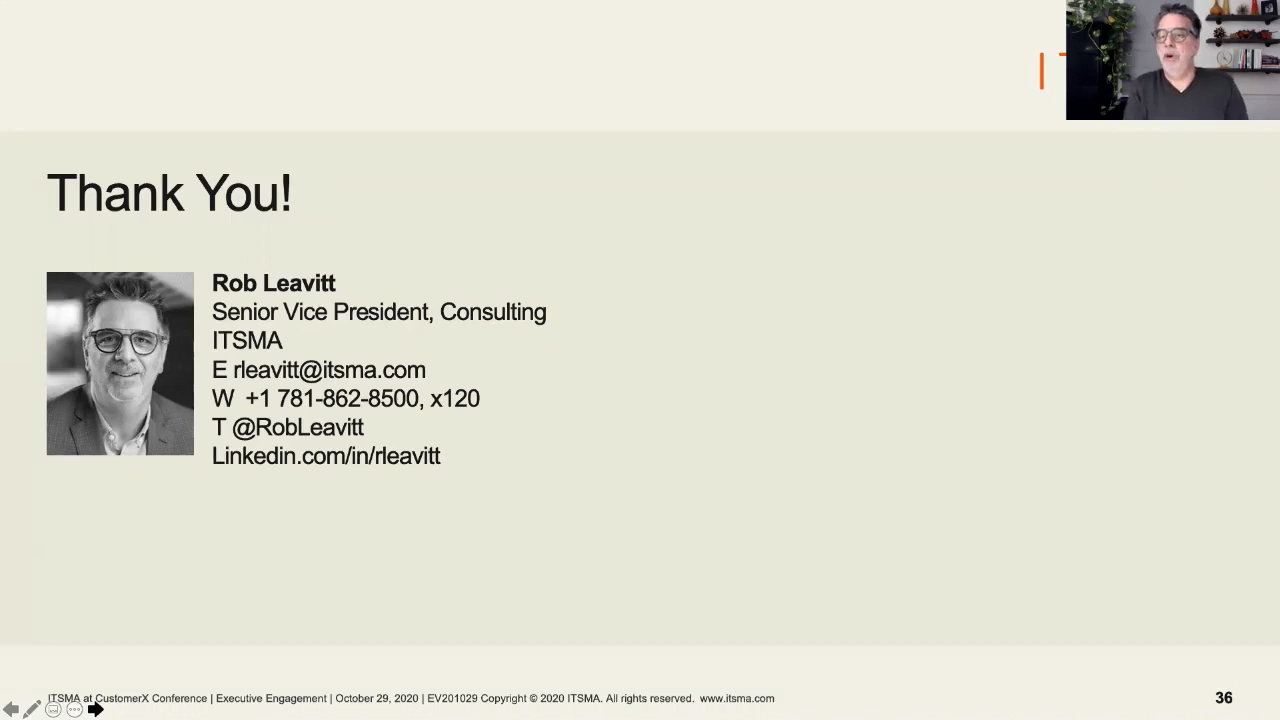 Thank You!
Rob Leavitt
Senior Vice President, Consulting
ITSMA
E rleavitt@itsma.com
W +1 781-862-8500, x120
T @RobLeavitt
Linkedin.com/in/rleavitt
ITSMA at CustomerX Conference | Executive Engagement | October 29, 2020 | EV201029 Copyright © 2020 ITSMA. All rights reserved. www.itsma.com
36